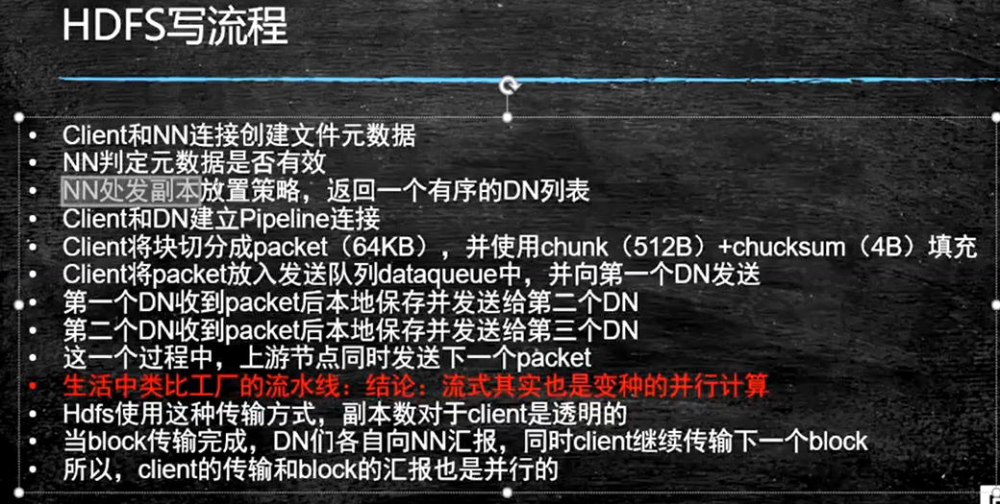 HDFS写流程
• Client和NN连接创建文件元数据
• NN判定元数据是否有效
• NN处发副本放置策略，返回一个有序的DN列表
• Client和DN建立Pipeline连接
• Client将块切分成packet（64KB），并使用chunk（512B）+chucksum（4B）填充
• Client将packet放入发送队列dataqueue中，并向第一个DN发送
• 第一个DN收到packet后本地保存并发送给第二个DN
• 第二个DN收到packet后本地保存并发送给第三个DN
• 这一个过程中，上游节点同时发送下一个packet
• 生活中类比工厂的流水线：结论：流式其实也是变种的并行计算
• Hdfs使用这种传输方式，副本数对于client是透明的
• 当block传输完成，DN们各自向NN汇报，同时client继续传输下一个block
• 所以，client的传输和block的汇报也是并行的